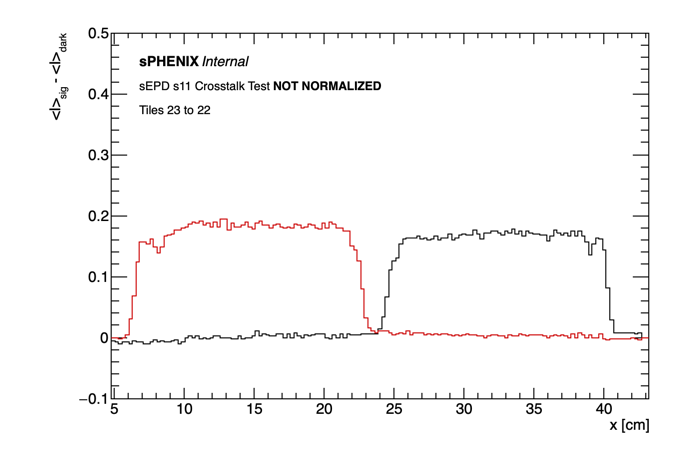 0.5
<I>sig - <I>dark
sPHENIX Internal
sEPD s11 Crosstalk Test NOT NORMALIZED
0.4
Tiles 23 to 22
0.3
0.2
0.1
0
−0.1
5 10 15 20 25 30 35 40
x [cm]